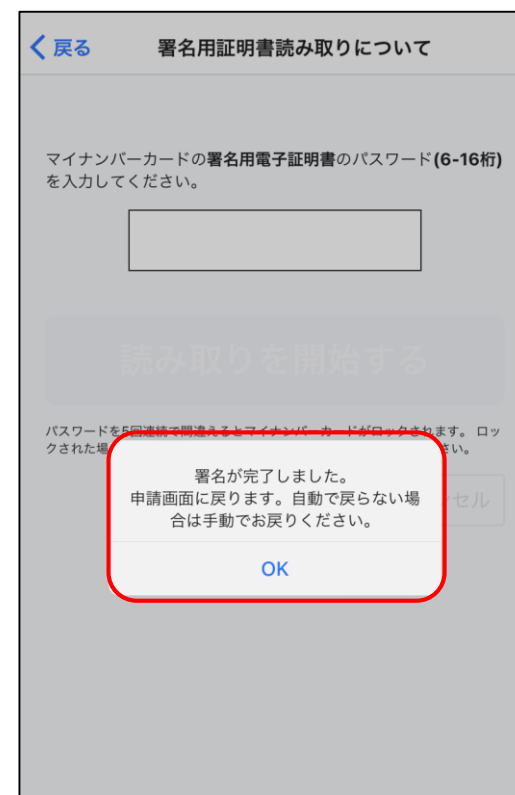 戻る 署名用証明書読み取りについて
マイナンバーカードの署名用電子証明書のパスワード(6-16桁)
を入力してください。
読み取りを開始する
パスワードを5回連続で間違えるとマイナンバーカードがロックされます。 ロッ
クされた場 さい。
セル
署名が完了しました。
申請画面に戻ります。自動で戻らない場
合は手動でお戻りください。
OK